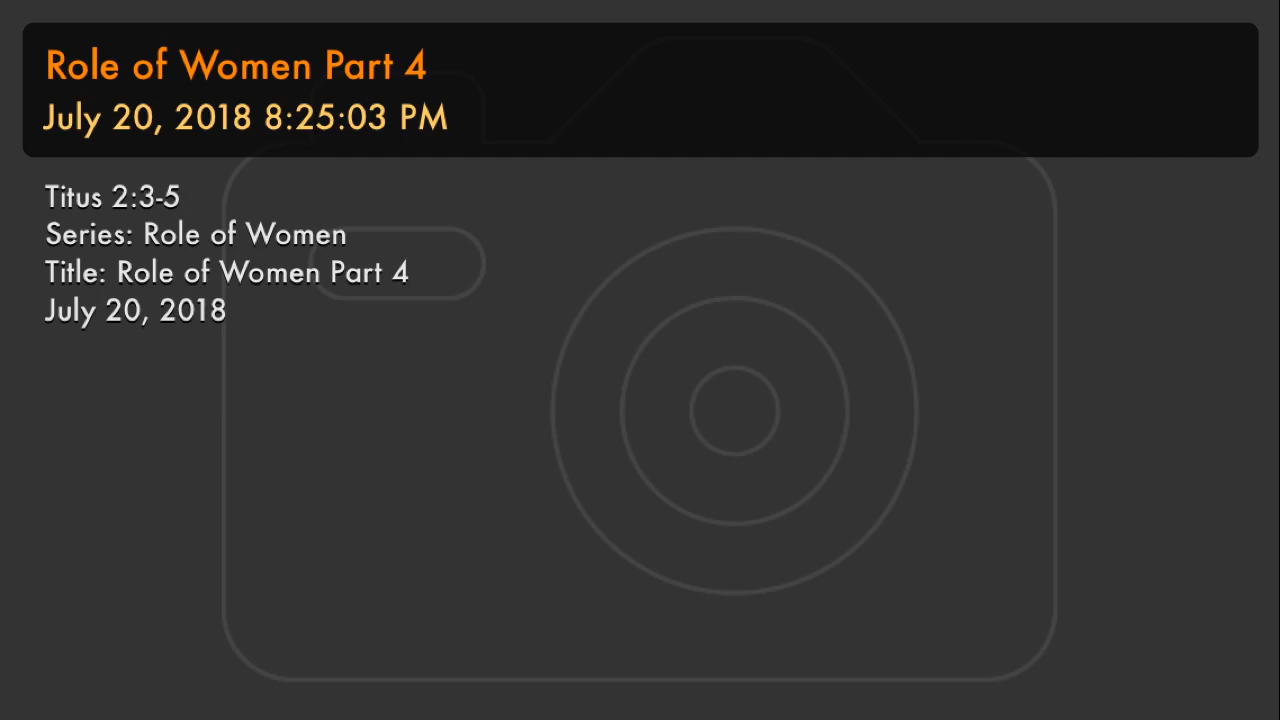 Role of Women Part 4
July 20, 2018 8:25:03 PM
Titus 2:3-5
Series: Role of Women
Title: Role of Women Part 4
July 20, 2018